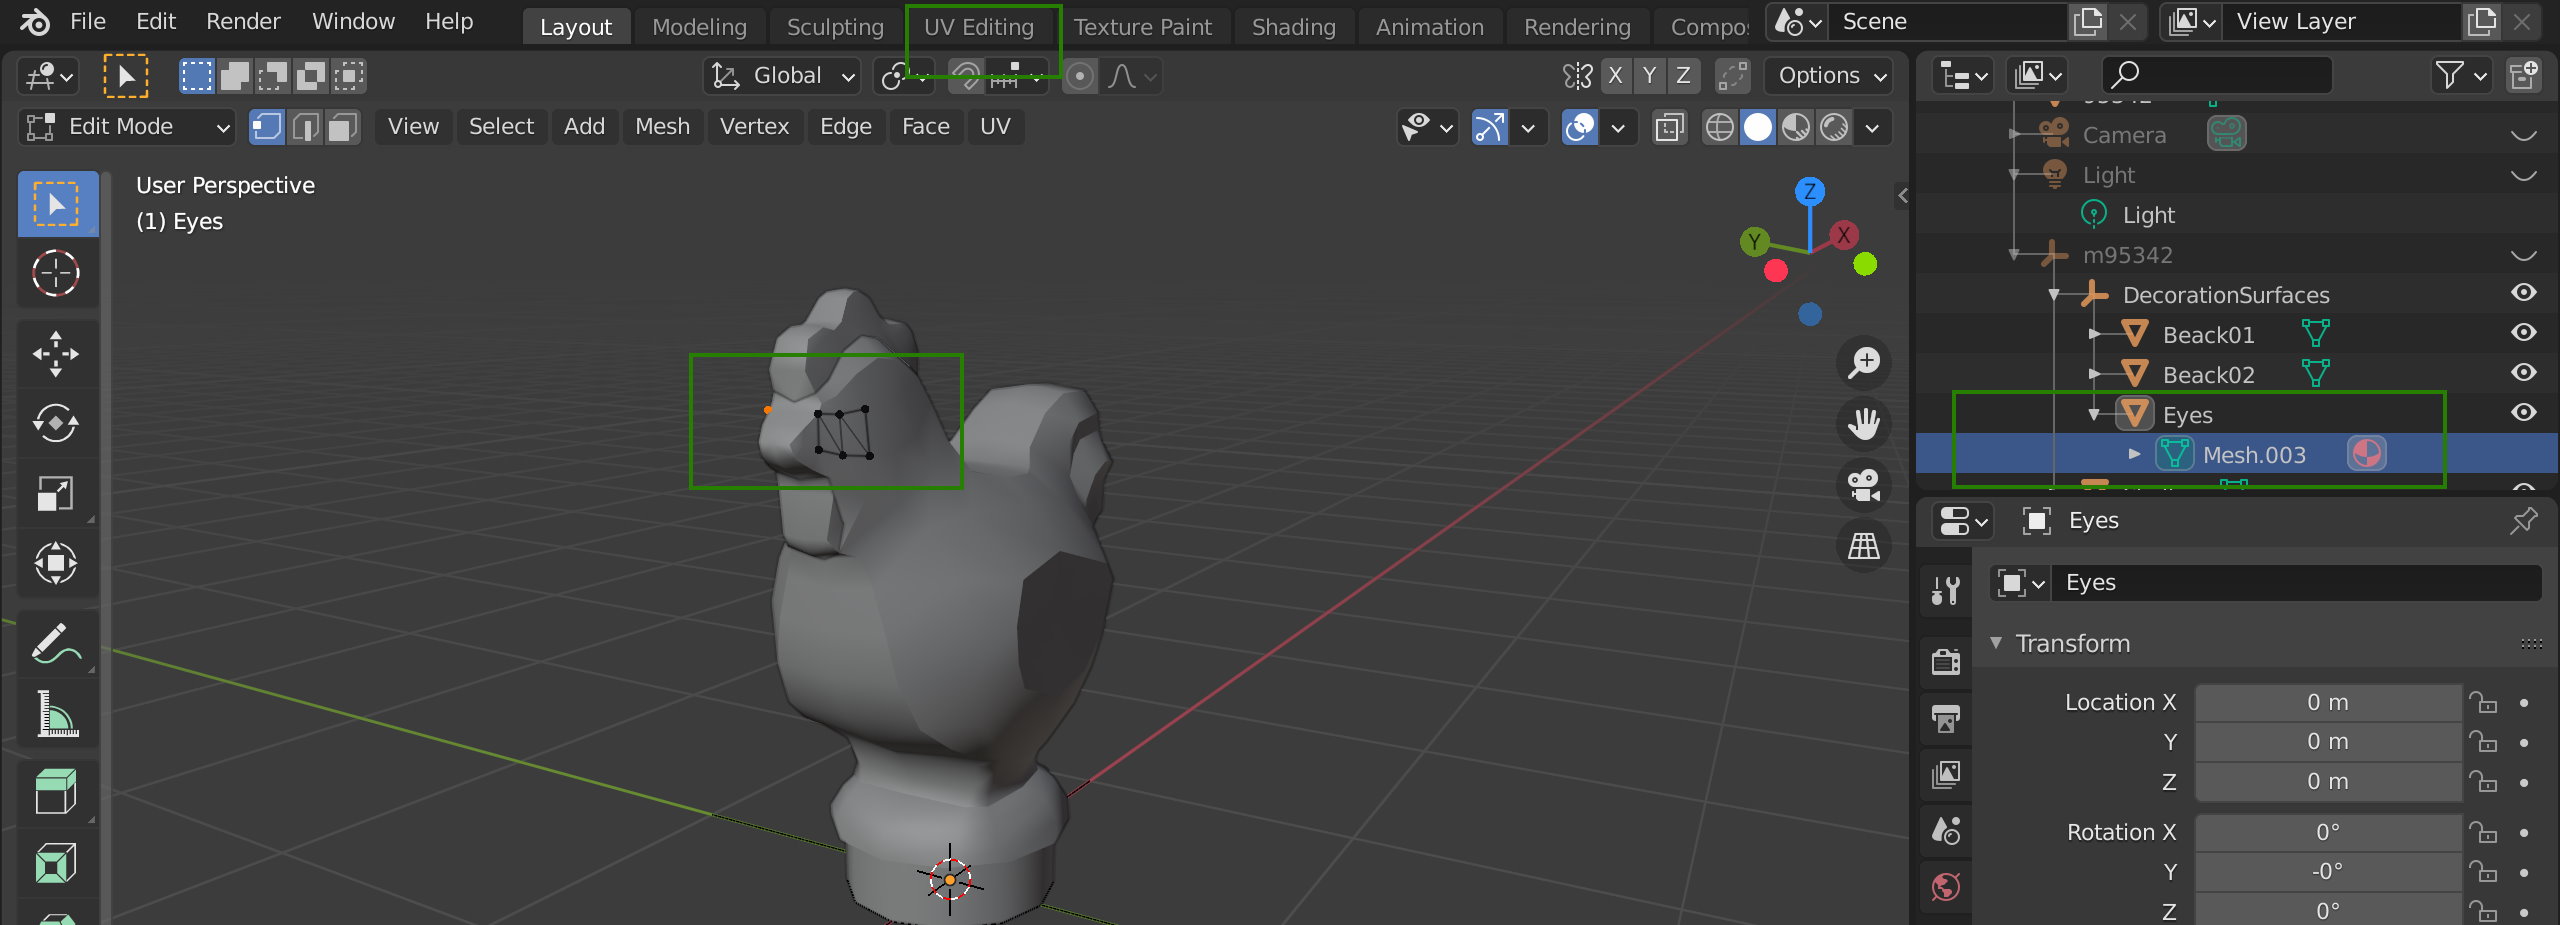 File Edit Render Window Help Layout Modeling Sculpting UV Editing Texture Paint Shading Animation Rendering Compos Scene View Layer
Global X Y Z Options
Edit Mode View Select Add Mesh Vertex Edge Face UV
User Perspective
(1) Eyes
Z
Y X
Camera
Light
Light
m95342
DecorationSurfaces
Beack01
Beack02
Eyes
Mesh.003
Eyes
Eyes
Transform
Location X 0 m
Y 0 m
Z 0 m
Rotation X 0°
Y -0°
Z 0°